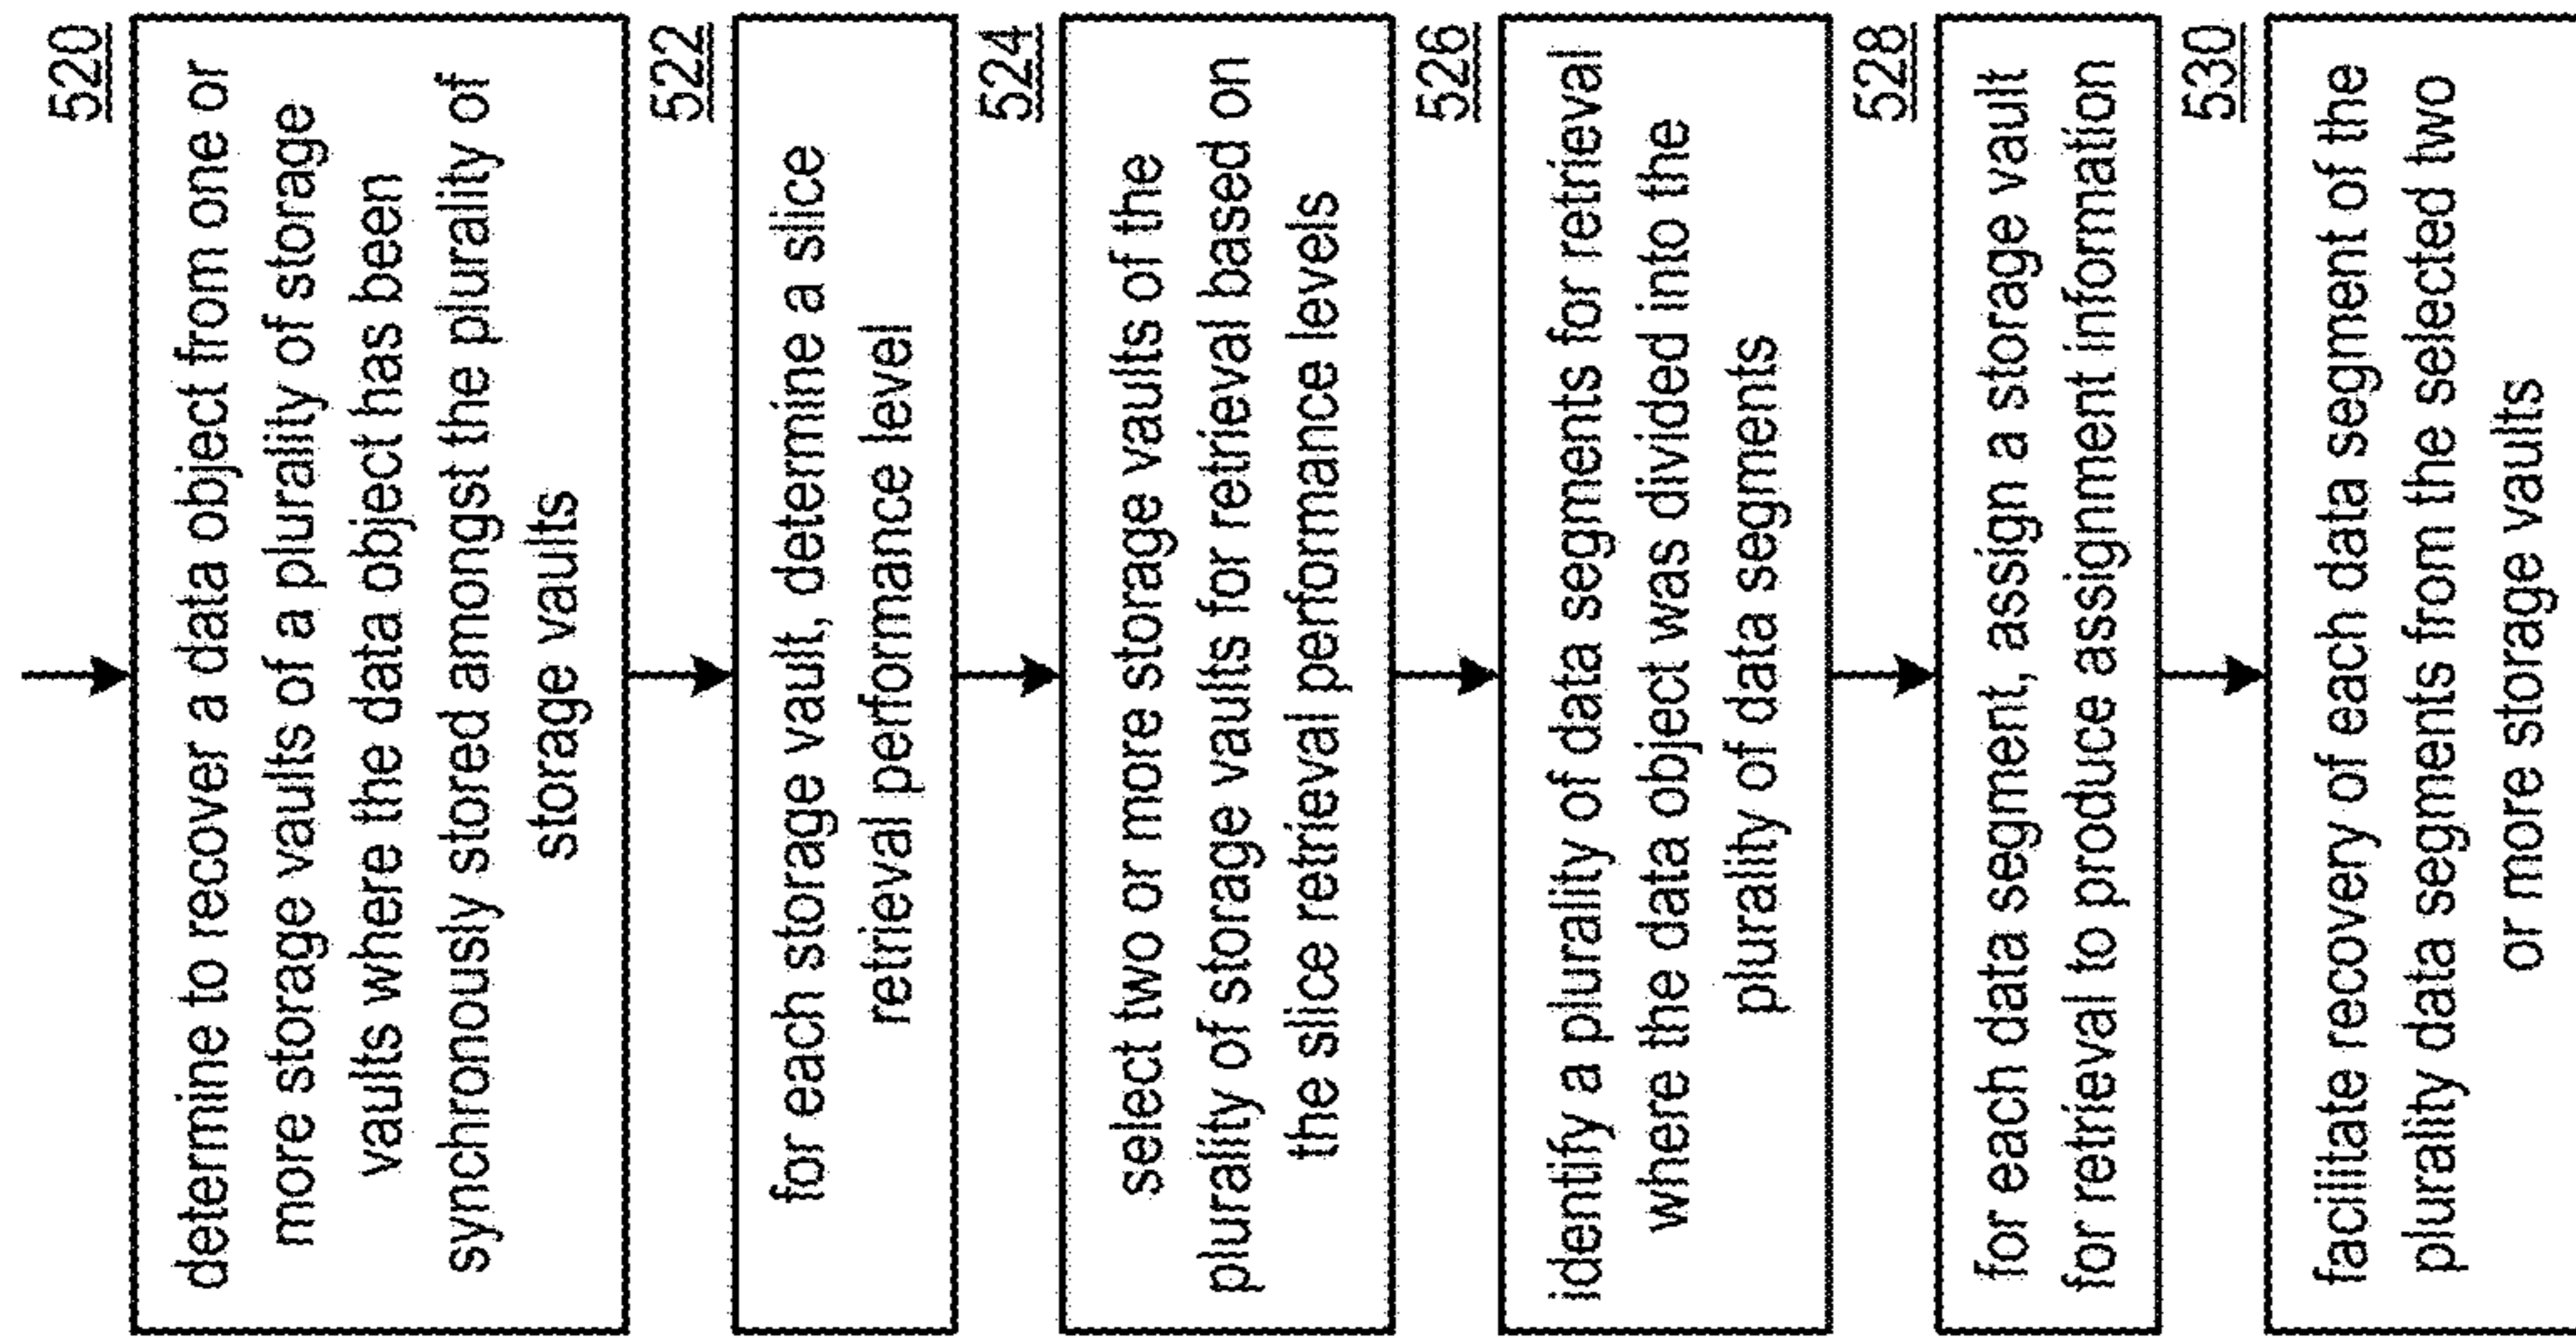 520
determine to recover a data object from one or
more storage vaults of a plurality of storage
vaults where the data object has been
synchronously stored amongst the plurality of
storage vaults
522
for each storage vault, determine a slice
retrieval performance level
524
select two or more storage vaults of the
plurality of storage vaults for retrieval based on
the slice retrieval performance levels
526
identify a plurality of data segments for retrieval
where the data object was divided into the
plurality of data segments
528
for each data segment, assign a storage vault
for retrieval to produce assignment information
530
facilitate recovery of each data segment of the
plurality data segments from the selected two
or more storage vaults